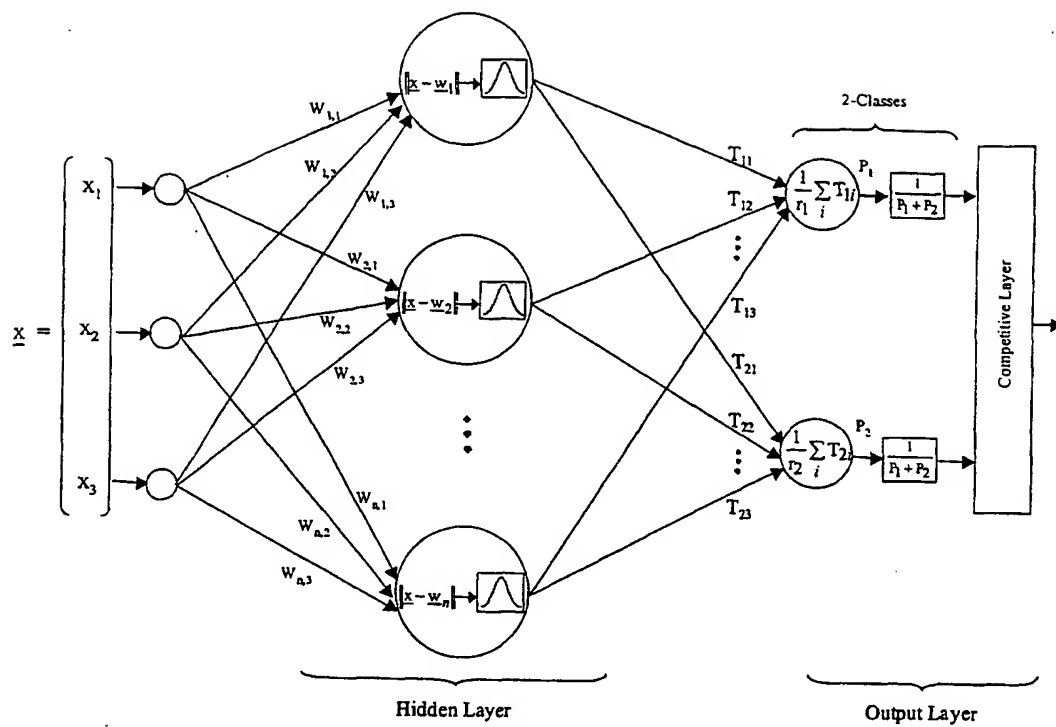 2-Classes
‖x - w₁‖
W₁,₁
W₁,₂
W₁,₃
T₁₁
P₁
x₁
T₁₂
1/r₁ ∑ᵢ T₁ᵢ
1/(P₁ + P₂)
W₂,₁
‖x - w₂‖
T₁₃
x =
x₂
W₂,₂
W₂,₃
T₂₁
Competitive Layer
T₂₂
P₂
1/r₂ ∑ᵢ T₂ᵢ
1/(P₁ + P₂)
x₃
Wₙ,₁
T₂₃
Wₙ,₂
Wₙ,₃
‖x - wₙ‖
Hidden Layer
Output Layer